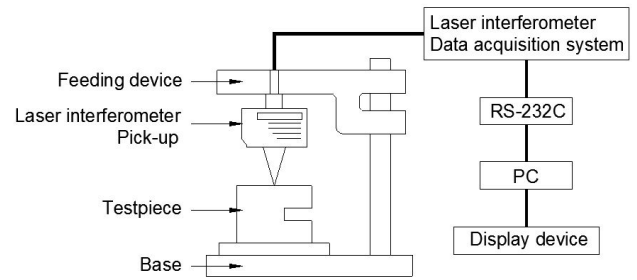 Laser interferometer
Data acquisition system
Feeding device
RS-232C
Laser interferometer
Pick-up
PC
Testpiece
Display device
Base